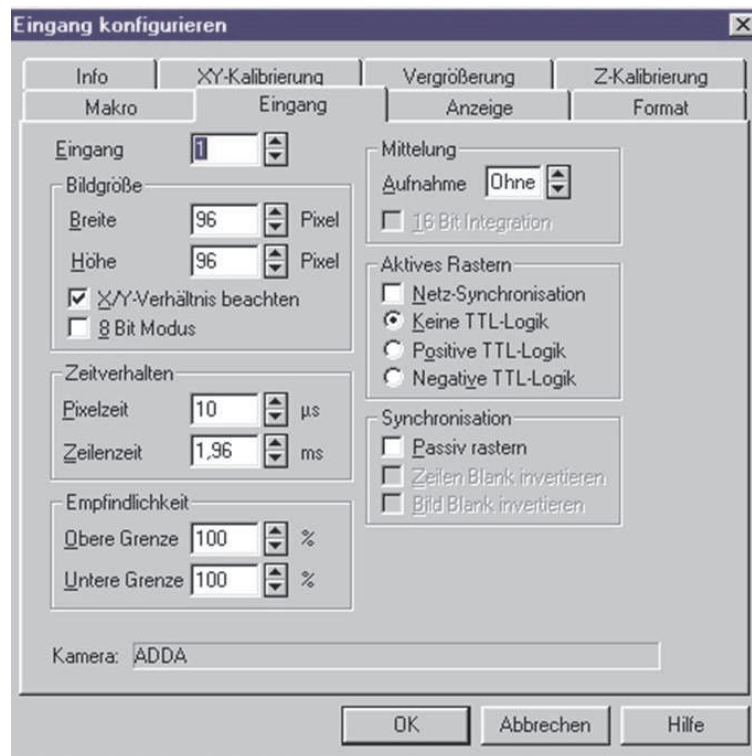 Eingang konfigurieren
Info XY-Kalibrierung Vergrößerung Z-Kalibrierung
Makro Eingang Anzeige Format
Eingang 1
Bildgröße
Breite 96 Pixel
Höhe 96 Pixel
X/Y-Verhältnis beachten
8 Bit Modus
Zeitverhalten
Pixelzeit 10 µs
Zeilenzeit 1,96 ms
Empfindlichkeit
Obere Grenze 100 %
Untere Grenze 100 %
Mittelung
Aufnahme Ohne
16 Bit Integration
Aktives Rastern
Netz-Synchronisation
Keine TTL-Logik
Positive TTL-Logik
Negative TTL-Logik
Synchronisation
Passiv rastern
Zeilen Blank invertieren
Bild Blank invertieren
Kamera: ADDA
OK Abbrechen Hilfe